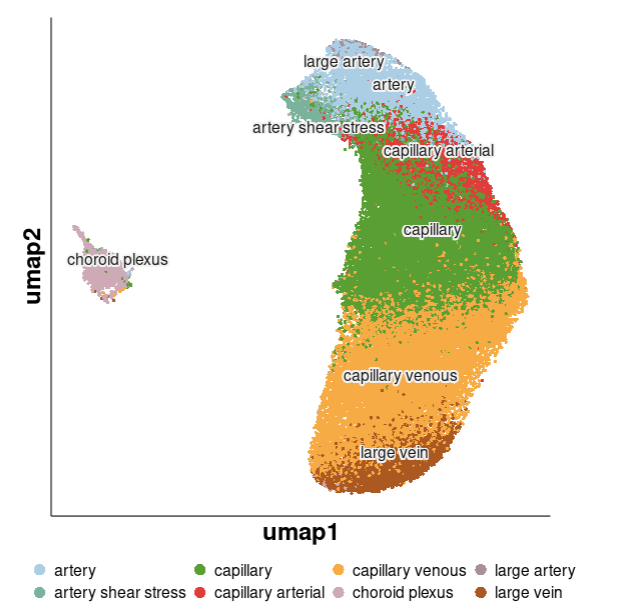 large artery
artery
artery shear stress
capillary arterial
capillary
choroid plexus
capillary venous
large vein
umap2
umap1
artery capillary capillary venous large artery
artery shear stress capillary arterial choroid plexus large vein